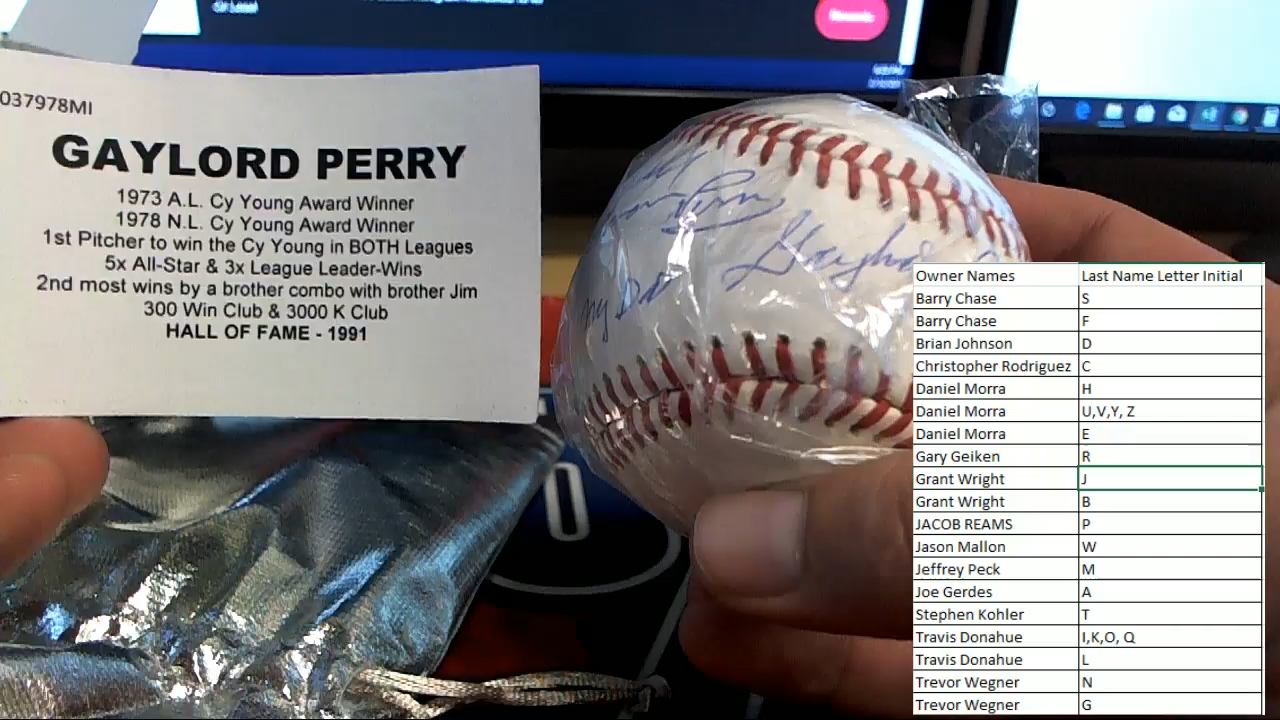 037978MI
GAYLORD PERRY
1973 A.L. Cy Young Award Winner
1978 N.L. Cy Young Award Winner
1st Pitcher to win the Cy Young in BOTH Leagues
5x All-Star & 3x League Leader-Wins
2nd most wins by a brother combo with brother Jim
300 Win Club & 3000 K Club
HALL OF FAME - 1991
Gaylord
my Dad
0
Owner Names Last Name Letter Initial
Barry Chase S
Barry Chase F
Brian Johnson D
Christopher Rodriguez C
Daniel Morra H
Daniel Morra U,V,Y, Z
Daniel Morra E
Gary Geiken R
Grant Wright J
Grant Wright B
JACOB REAMS P
Jason Mallon W
Jeffrey Peck M
Joe Gerdes A
Stephen Kohler T
Travis Donahue I,K,O, Q
Travis Donahue L
Trevor Wegner N
Trevor Wegner G